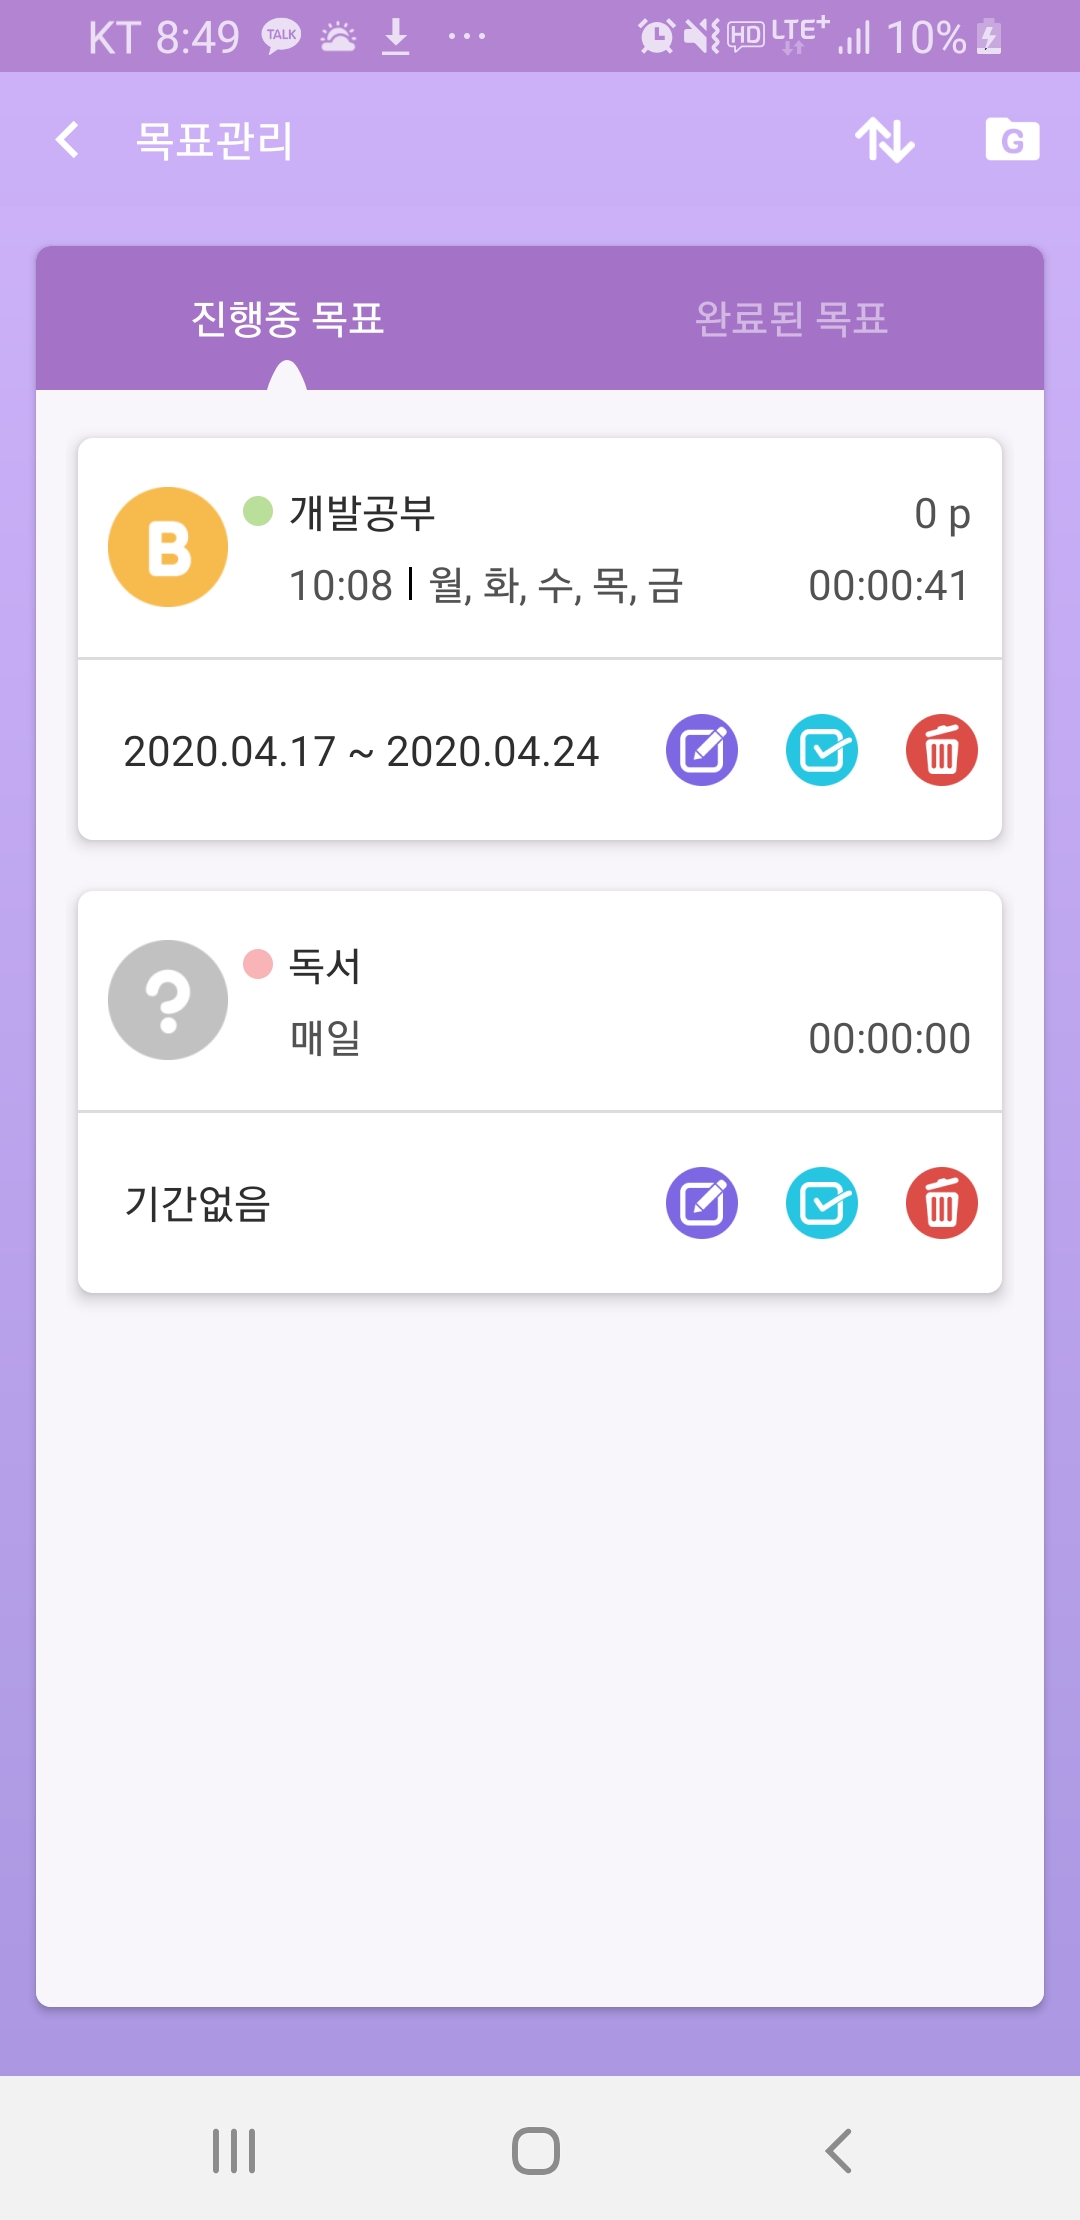 KT 8:49 TALK ... HD LTE+ 10%
목표관리 G
진행중 목표 완료된 목표
B 개발공부 0 p
10:08 | 월, 화, 수, 목, 금 00:00:41
2020.04.17 ~ 2020.04.24
? 독서
매일 00:00:00
기간없음